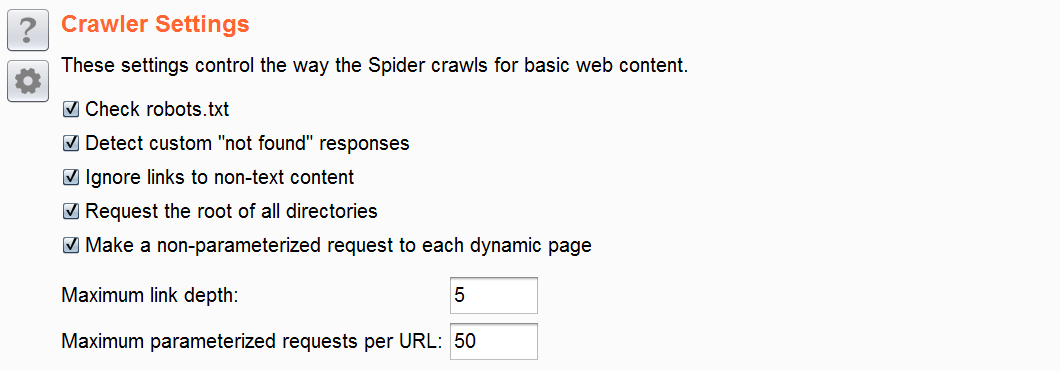 ?
Crawler Settings
These settings control the way the Spider crawls for basic web content.
Check robots.txt
Detect custom "not found" responses
Ignore links to non-text content
Request the root of all directories
Make a non-parameterized request to each dynamic page
Maximum link depth: 5
Maximum parameterized requests per URL: 50